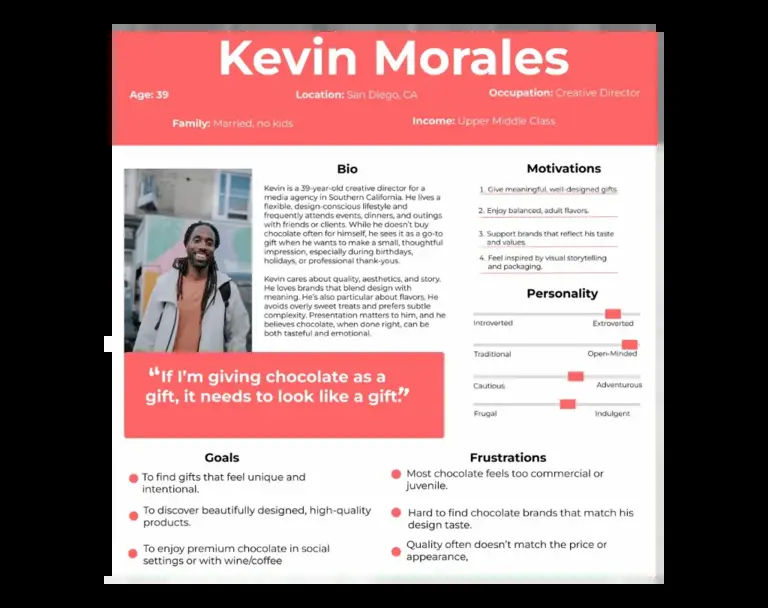 Kevin Morales
Age: 39
Location: San Diego, CA
Occupation: Creative Director
Family: Married, no kids
Income: Upper Middle Class
Bio
Kevin is a 39-year-old creative director for a
media agency in Southern California. He lives a
flexible, design-conscious lifestyle and
frequently attends events, dinners, and outings
with friends or clients. While he doesn't buy
chocolate often for himself, he sees it as a go-to
gift when he wants to make a small, thoughtful
impression, especially during birthdays,
holidays, or professional thank-yous.
Kevin cares about quality, aesthetics, and story.
He loves brands that blend design with
meaning. He's also particular about flavors. He
avoids overly sweet treats and prefers subtle
complexity. Presentation matters to him, and he
believes chocolate, when done right, can be
both tasteful and emotional.
“If I'm giving chocolate as a
gift, it needs to look like a gift.”
Motivations
1. Give meaningful, well-designed gifts.
2. Enjoy balanced, adult flavors.
3. Support brands that reflect his taste
and values.
4. Feel inspired by visual storytelling
and packaging.
Personality
Introverted Extroverted
Traditional Open-Minded
Cautious Adventurous
Frugal Indulgent
Goals
To find gifts that feel unique and
intentional.
To discover beautifully designed, high-quality
products.
To enjoy premium chocolate in social
settings or with wine/coffee
Frustrations
Most chocolate feels too commercial or
juvenile.
Hard to find chocolate brands that match his
design taste.
Quality often doesn't match the price or
appearance,